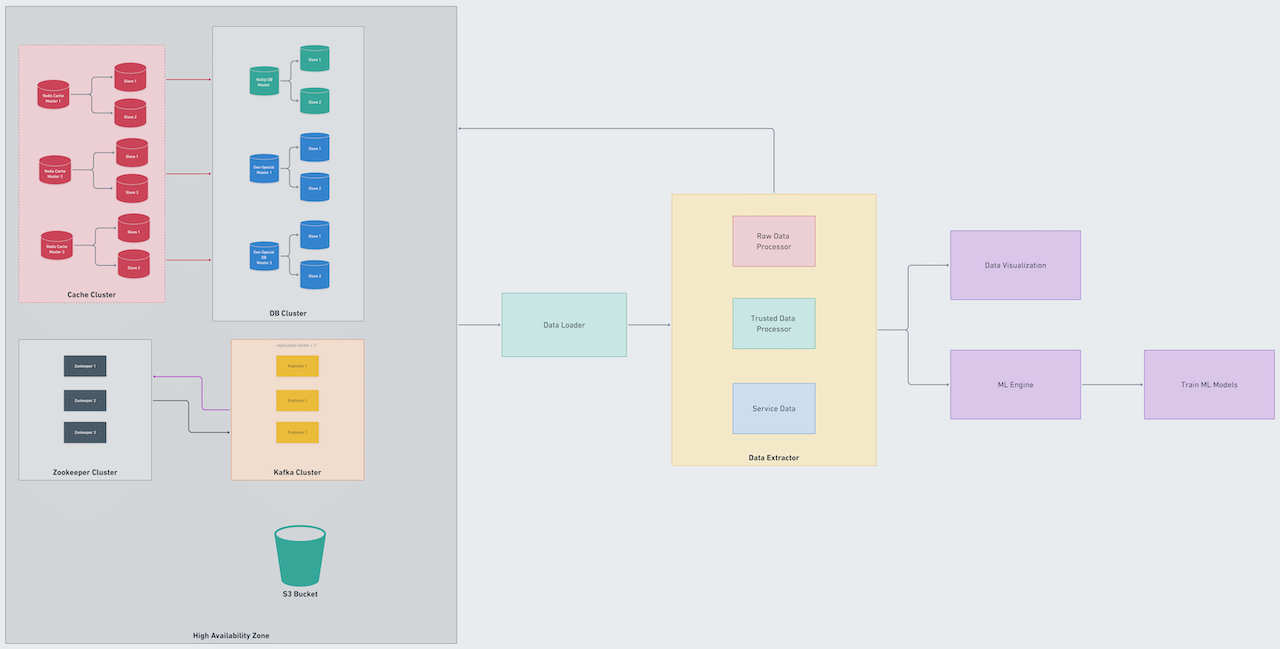 Redis Cache
Master 1
Slave 1
Slave 2
Redis Cache
Master 2
Slave 1
Slave 2
Redis Cache
Master 3
Slave 1
Slave 2
Cache Cluster
NoSql DB
Master
Slave 1
Slave 2
Geo-Special
Master 1
Slave 1
Slave 2
Geo-Special
DB
Master 2
Slave 1
Slave 2
DB Cluster
Zookeeper 1
Zookeeper 2
Zookeeper 3
Zookeeper Cluster
replication factor = 2
Publisher 1
Publisher 1
Publisher 1
Kafka Cluster
S3 Bucket
High Availability Zone
Data Loader
Raw Data
Processor
Trusted Data
Processor
Service Data
Data Extractor
Data Visualization
ML Engine
Train ML Models